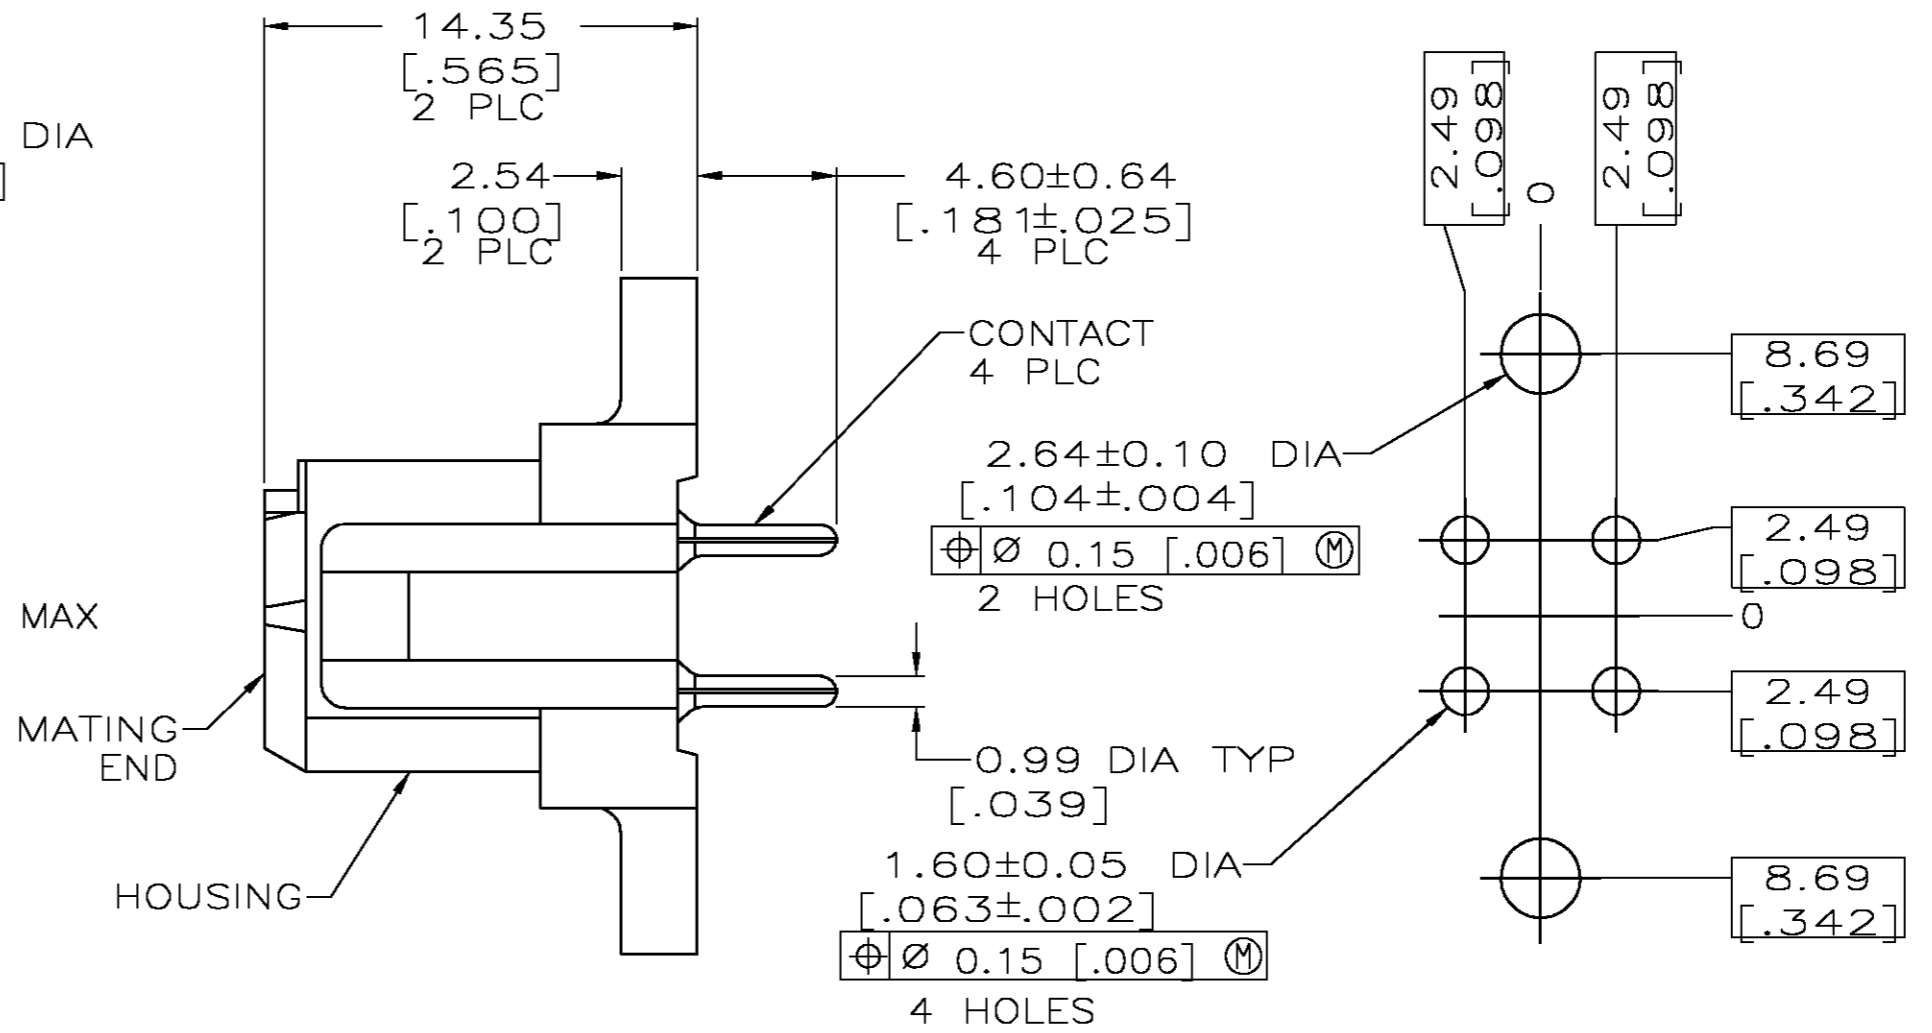 14.35
[.565]
2 PLC
DIA
]
2.54
[.100]
2 PLC
4.60±0.64
[.181±.025]
4 PLC
CONTACT
4 PLC
2.64±0.10 DIA
[.104±.004]
⌖ Ø 0.15 [.006] Ⓜ
2 HOLES
MAX
MATING
END
HOUSING
0.99 DIA TYP
[.039]
1.60±0.05 DIA
[.063±.002]
⌖ Ø 0.15 [.006] Ⓜ
4 HOLES
2.49
[.098]
0
2.49
[.098]
8.69
[.342]
2.49
[.098]
0
2.49
[.098]
8.69
[.342]